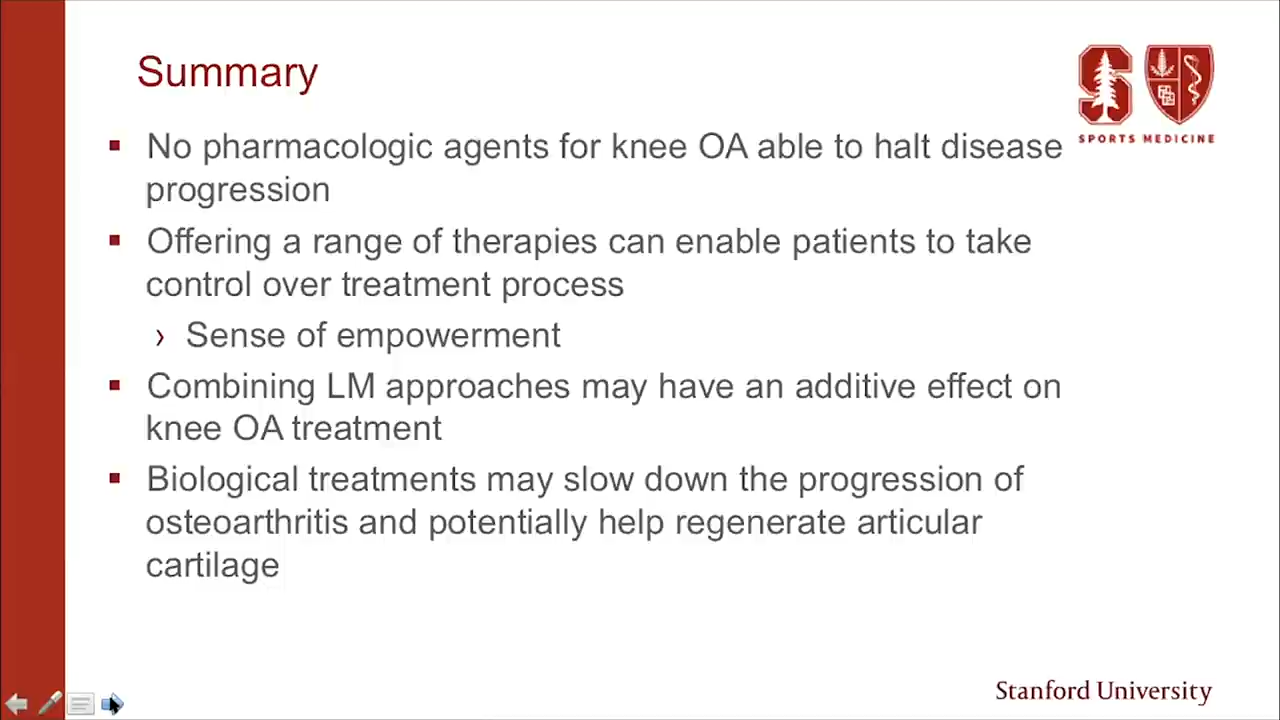 Summary
SPORTS MEDICINE
▪ No pharmacologic agents for knee OA able to halt disease
progression
▪ Offering a range of therapies can enable patients to take
control over treatment process
› Sense of empowerment
▪ Combining LM approaches may have an additive effect on
knee OA treatment
▪ Biological treatments may slow down the progression of
osteoarthritis and potentially help regenerate articular
cartilage
Stanford University